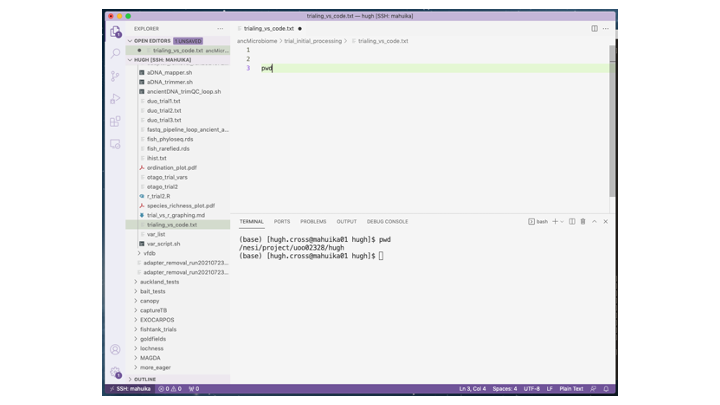 trialing_vs_code.txt — hugh [SSH: mahuika]
EXPLORER
OPEN EDITORS 1 UNSAVED
trialing_vs_code.txt ancMicr...
HUGH [SSH: MAHUIKA]
aDNA_mapper.sh
aDNA_trimmer.sh
ancientDNA_trimQC_loop.sh
duo_trial1.txt
duo_trial2.txt
duo_trial3.txt
fastq_pipeline_loop_ancient_a...
fish_phyloseq.rds
fish_rarefied.rds
ihist.txt
ordination_plot.pdf
otago_trial_vars
otago_trial2
r_trial2.R
species_richness_plot.pdf
trial_vs_r_graphing.md
trialing_vs_code.txt
var_list
var_script.sh
vfdb
adapter_removal_run20210723...
adapter_removal_run20210723...
auckland_tests
bait_tests
canopy
captureTB
EXOCARPOS
fishtank_trials
goldfields
lochness
MAGDA
more_eager
OUTLINE
trialing_vs_code.txt
ancMicrobiome > trial_initial_processing > trialing_vs_code.txt
1
2
3 pwd
TERMINAL PORTS PROBLEMS OUTPUT DEBUG CONSOLE
bash
(base) [hugh.cross@mahuika01 hugh]$ pwd
/nesi/project/uoo02328/hugh
(base) [hugh.cross@mahuika01 hugh]$
SSH: mahuika 0 0 0 Ln 3, Col 4 Spaces: 4 UTF-8 LF Plain Text